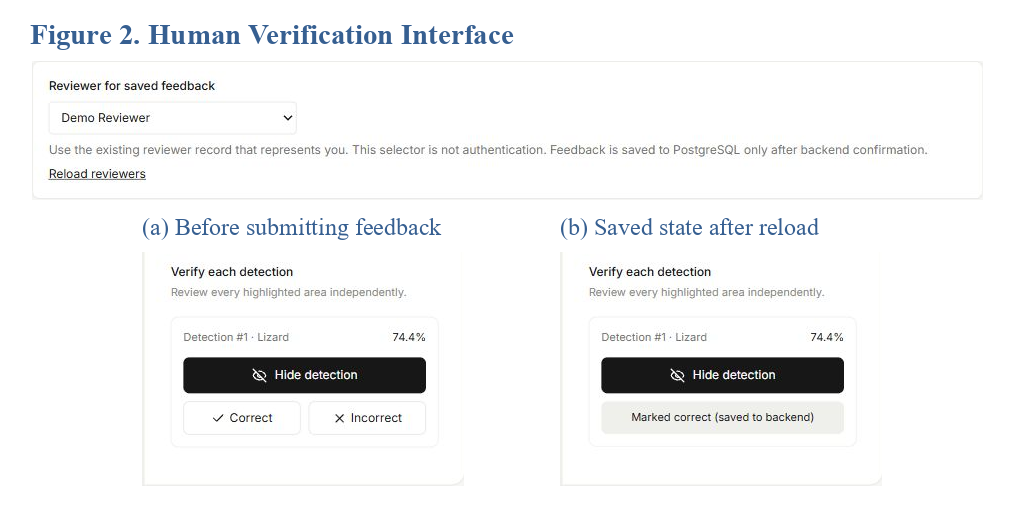 Figure 2. Human Verification Interface
Reviewer for saved feedback
Demo Reviewer
Use the existing reviewer record that represents you. This selector is not authentication. Feedback is saved to PostgreSQL only after backend confirmation.
Reload reviewers
(a) Before submitting feedback
Verify each detection
Review every highlighted area independently.
Detection #1 · Lizard 74.4%
Hide detection
Correct Incorrect
(b) Saved state after reload
Verify each detection
Review every highlighted area independently.
Detection #1 · Lizard 74.4%
Hide detection
Marked correct (saved to backend)